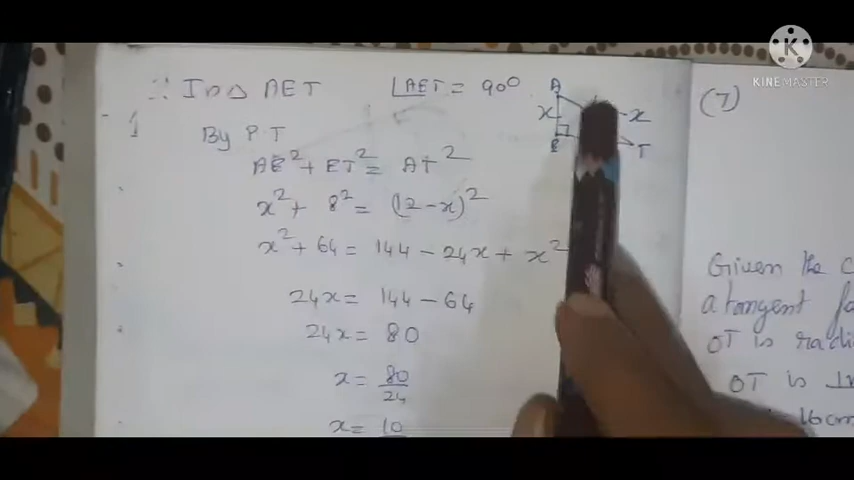 K
KINEMASTER
∴ In △ AET ∟AET = 90°
By P.T
AE² + ET² = AT²
x² + 8² = (12 - x)²
x² + 64 = 144 - 24x + x²
24x = 144 - 64
24x = 80
x = 80/24
x = 10
A
x
x
E
T
(7)
Given the
a tangent
OT is
OT is
16cm